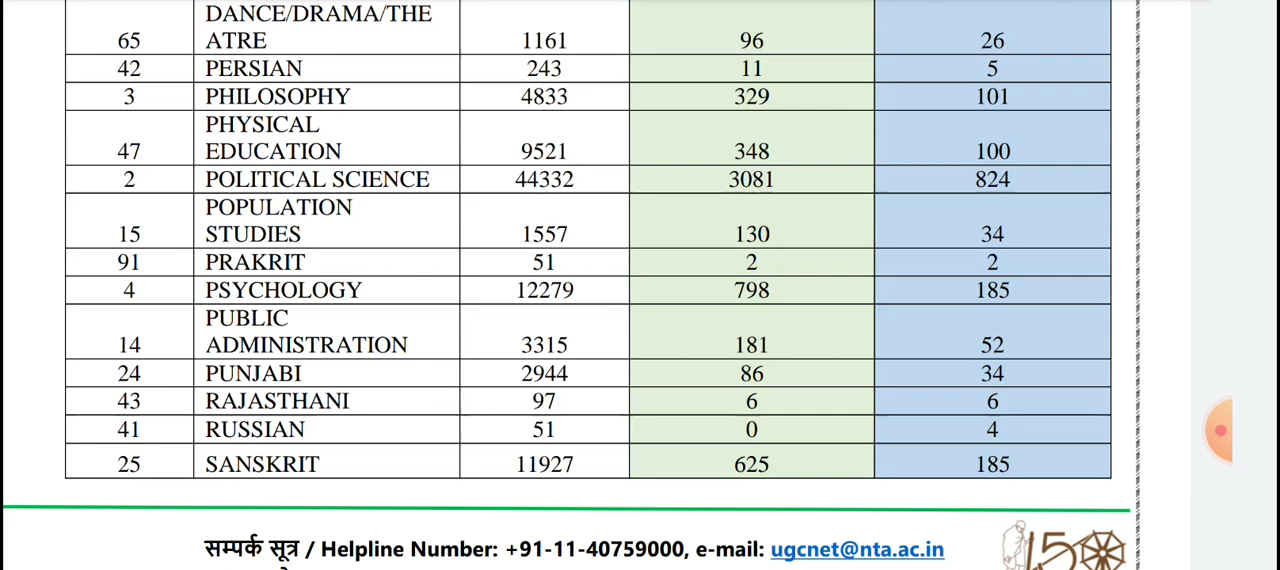 DANCE/DRAMA/THE
65 ATRE 1161 96 26
42 PERSIAN 243 11 5
3 PHILOSOPHY 4833 329 101
PHYSICAL
47 EDUCATION 9521 348 100
2 POLITICAL SCIENCE 44332 3081 824
POPULATION
15 STUDIES 1557 130 34
91 PRAKRIT 51 2 2
4 PSYCHOLOGY 12279 798 185
PUBLIC
14 ADMINISTRATION 3315 181 52
24 PUNJABI 2944 86 34
43 RAJASTHANI 97 6 6
41 RUSSIAN 51 0 4
25 SANSKRIT 11927 625 185
सम्पर्क सूत्र / Helpline Number: +91-11-40759000, e-mail: ugcnet@nta.ac.in
150